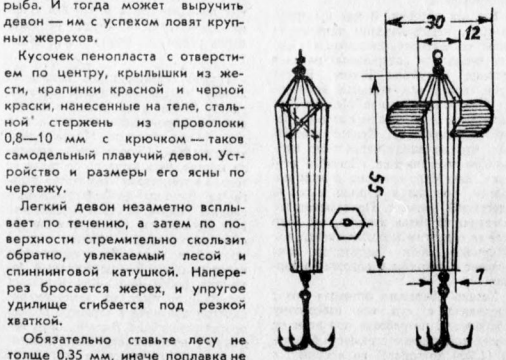 рыба. И тогда может выручить
девон — им с успехом ловят круп-
ных жерехов.
Кусочек пенопласта с отверсти-
ем по центру, крылышки из же-
сти, крапинки красной и черной
краски, нанесенные на теле, сталь-
ной стержень из проволоки
0,8—10 мм с крючком — таков
самодельный плавучий девон. Уст-
ройство и размеры его ясны по
чертежу.
Легкий девон незаметно всплы-
вает по течению, а затем по по-
верхности стремительно скользит
обратно, увлекаемый лесой и
спиннинговой катушкой. Напере-
рез бросается жерех, и упругое
удилище сгибается под резкой
хваткой.
Обязательно ставьте лесу не
толще 0,35 мм, иначе поплавка не
30
12
55
7